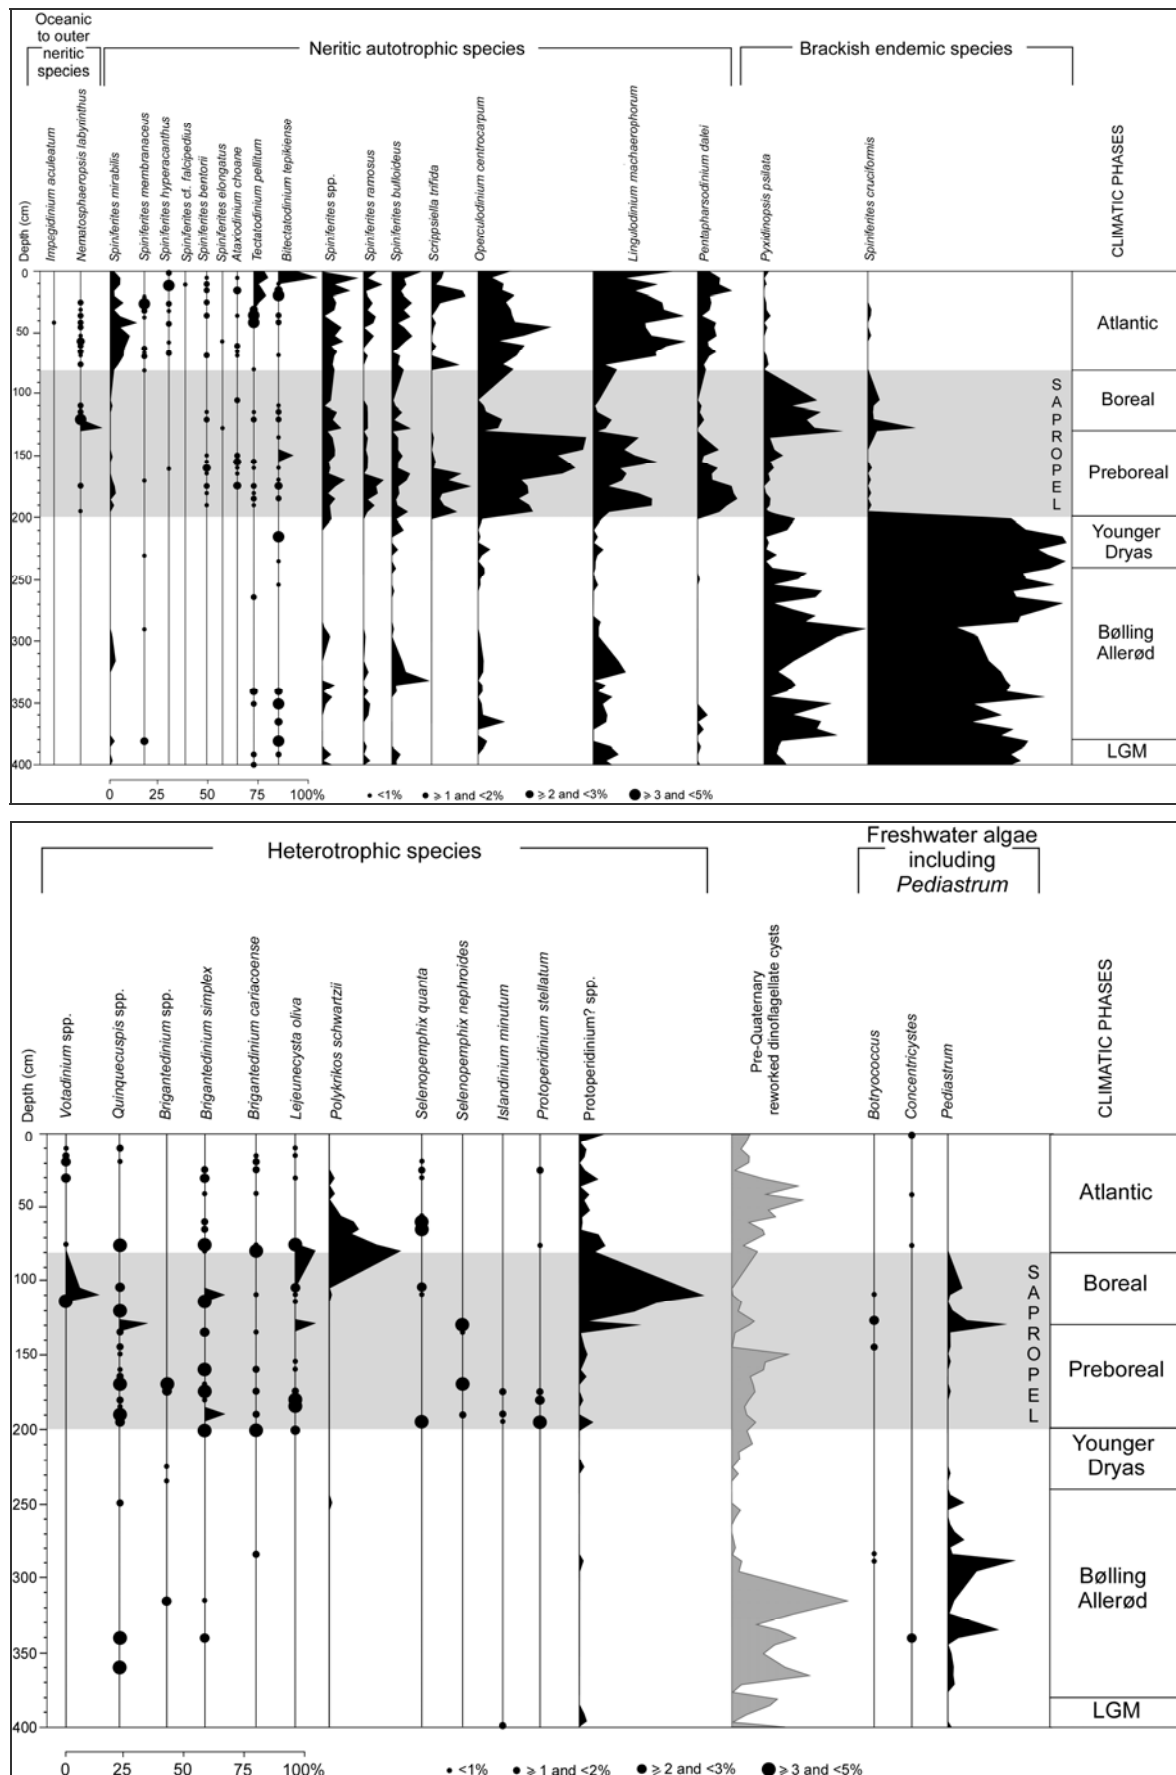 Oceanic
to outer
neritic
species
Neritic autotrophic species
Brackish endemic species
Depth (cm)
Impegidinium aculeatum
Nematosphaeropsis labyrinthus
Spiniferites mirabilis
Spiniferites membranaceus
Spiniferites hyperacanthus
Spiniferites cf. falcipedius
Spiniferites bentorii
Spiniferites elongatus
Ataxiodinium choane
Tectatodinium pellitum
Bitectatodinium tepikiense
Spiniferites spp.
Spiniferites ramosus
Spiniferites bulloideus
Scrippsiella trifida
Operculodinium centrocarpum
Lingulodinium machaerophorum
Pentapharsodinium dalei
Pyxidinopsis psilata
Spiniferites cruciformis
CLIMATIC PHASES
0
50
100
150
200
250
300
350
400
SAPROPEL
Atlantic
Boreal
Preboreal
Younger
Dryas
Bølling
Allerød
LGM
0 25 50 75 100%
<1% ⩾ 1 and <2% ⩾ 2 and <3% ⩾ 3 and <5%
Heterotrophic species
Freshwater algae
including
Pediastrum
Depth (cm)
Votadinium spp.
Quinquecuspis spp.
Brigantedinium spp.
Brigantedinium simplex
Brigantedinium cariacoense
Lejeunecysta oliva
Polykrikos schwartzii
Selenopemphix quanta
Selenopemphix nephroides
Islandinium minutum
Protoperidinium stellatum
Protoperidinium? spp.
Pre-Quaternary
reworked dinoflagellate cysts
Botryococcus
Concentricystes
Pediastrum
CLIMATIC PHASES
0
50
100
150
200
250
300
350
400
SAPROPEL
Atlantic
Boreal
Preboreal
Younger
Dryas
Bølling
Allerød
LGM
0 25 50 75 100%
<1% ⩾ 1 and <2% ⩾ 2 and <3% ⩾ 3 and <5%